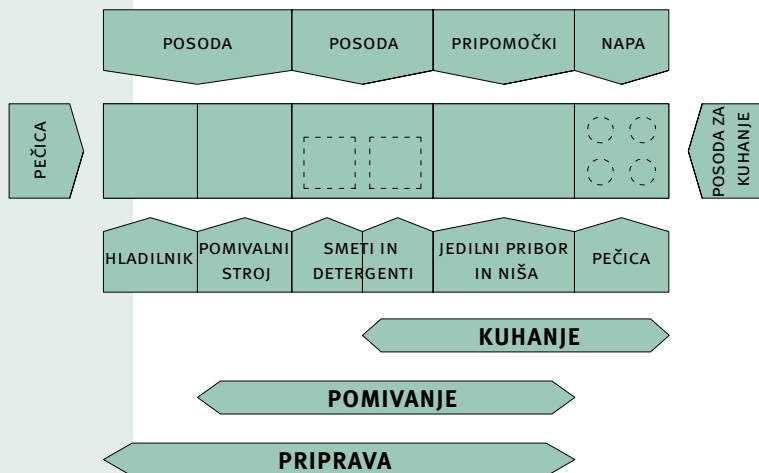 POSODA
POSODA
PRIPOMOČKI
NAPA
PEČICA
POSODA ZA
KUHANJE
HLADILNIK
POMIVALNI
STROJ
SMETI IN
DETERGENTI
JEDILNI PRIBOR
IN NIŠA
PEČICA
KUHANJE
POMIVANJE
PRIPRAVA